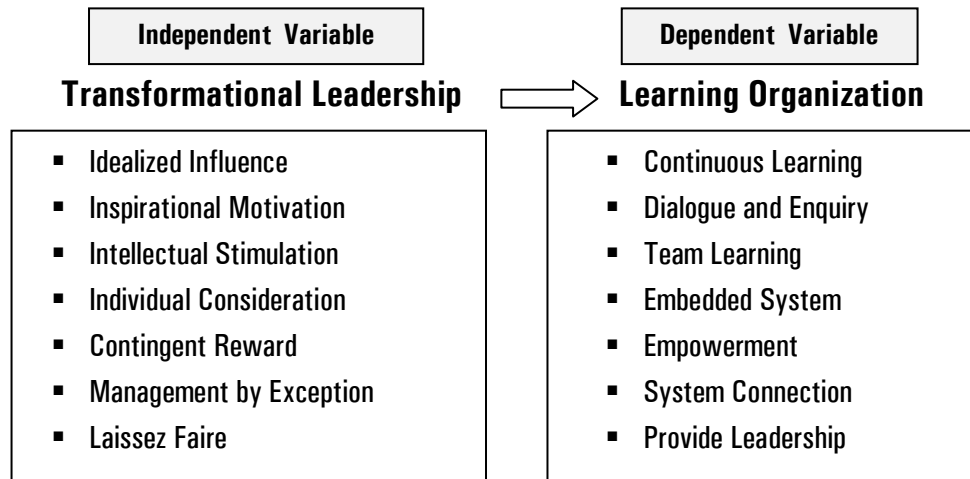 Independent Variable
Dependent Variable
Transformational Leadership
Learning Organization
▪ Idealized Influence
▪ Inspirational Motivation
▪ Intellectual Stimulation
▪ Individual Consideration
▪ Contingent Reward
▪ Management by Exception
▪ Laissez Faire
▪ Continuous Learning
▪ Dialogue and Enquiry
▪ Team Learning
▪ Embedded System
▪ Empowerment
▪ System Connection
▪ Provide Leadership